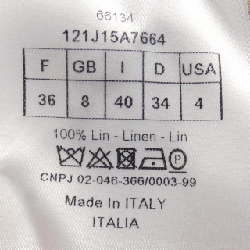 66134
121J15A7664
F GB I D USA
36 8 40 34 4
100% Lin - Linen - Lin
P
CNPJ 02-046-366/0003-99
Made In ITALY
ITALIA